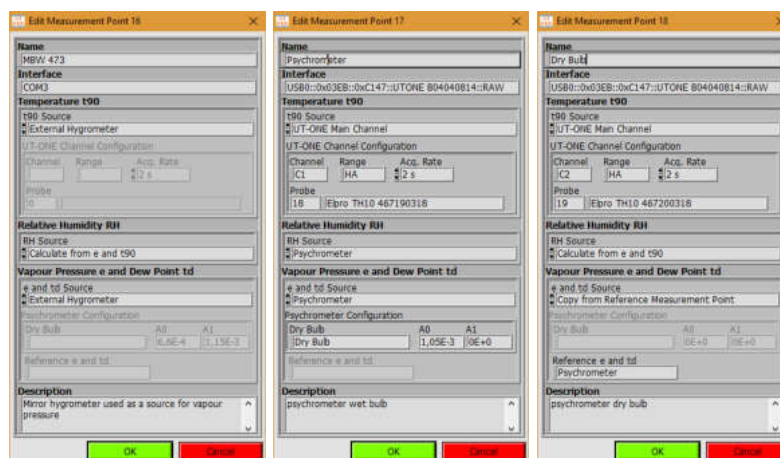 Edit Measurement Point 16
Name
MBW 473
Interface
COM3
Temperature t90
t90 Source
External Hygrometer
UT-ONE Channel Configuration
Channel Range Acq. Rate
2 s
Probe
0
Relative Humidity RH
RH Source
Calculate from e and t90
Vapour Pressure e and Dew Point td
e and td Source
External Hygrometer
Psychrometer Configuration
Dry Bulb A0 A1
6,6E-4 1,15E-3
Reference e and td
Description
Mirror hygrometer used as a source for vapour
pressure
OK Cancel
Edit Measurement Point 17
Name
Psychrometer
Interface
USB0::0x03EB::0xC147::UTONE B04040814::RAW
Temperature t90
t90 Source
UT-ONE Main Channel
UT-ONE Channel Configuration
Channel Range Acq. Rate
C1 HA 2 s
Probe
18 Elpro TH10 467190318
Relative Humidity RH
RH Source
Psychrometer
Vapour Pressure e and Dew Point td
e and td Source
Psychrometer
Psychrometer Configuration
Dry Bulb A0 A1
Dry Bulb 1,05E-3 0E+0
Reference e and td
Description
psychrometer wet bulb
OK Cancel
Edit Measurement Point 18
Name
Dry Bulb
Interface
USB0::0x03EB::0xC147::UTONE B04040814::RAW
Temperature t90
t90 Source
UT-ONE Main Channel
UT-ONE Channel Configuration
Channel Range Acq. Rate
C2 HA 2 s
Probe
19 Elpro TH10 467200318
Relative Humidity RH
RH Source
Calculate from e and t90
Vapour Pressure e and Dew Point td
e and td Source
Copy from Reference Measurement Point
Psychrometer Configuration
Dry Bulb A0 A1
0E+0 0E+0
Reference e and td
Psychrometer
Description
psychrometer dry bulb
OK Cancel